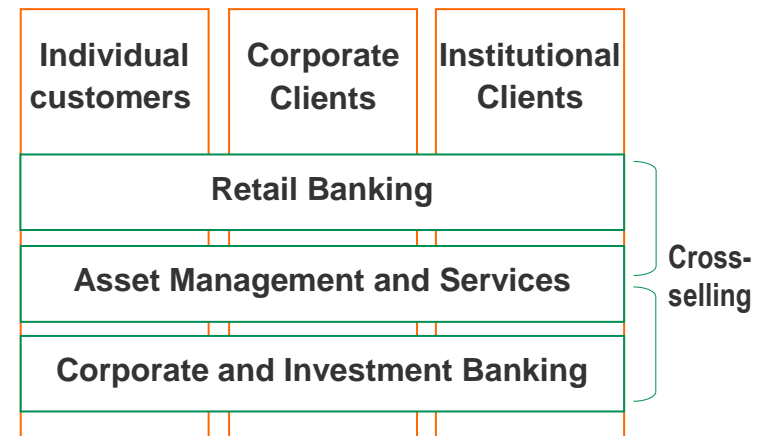 Individual
customers
Corporate
Clients
Institutional
Clients
Retail Banking
Asset Management and Services
Corporate and Investment Banking
Cross-
selling